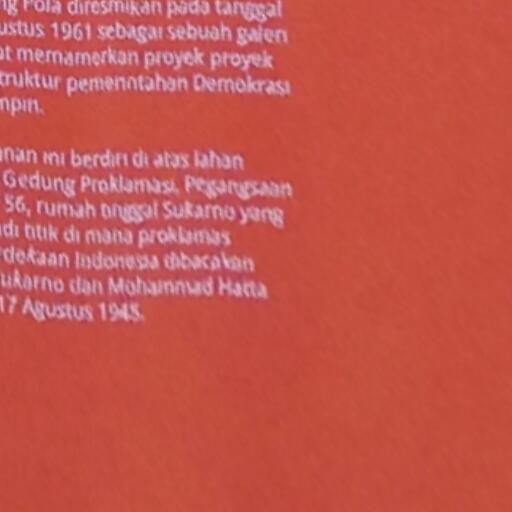 Pola diresmikan pada tanggal
ustus 1961 sebagai sebuah galeri
at memamerkan proyek proyek
truktur pemerintahan Demokrasi
mpin.
nan ini berdiri di atas lahan
Gedung Proklamasi. Pegangsaan
56, rumah tinggal Sukarno yang
adi titik di mana proklamas
rdekaan Indonesia dibacakan
ukarno dan Mohammad Hatta
17 Agustus 1945.